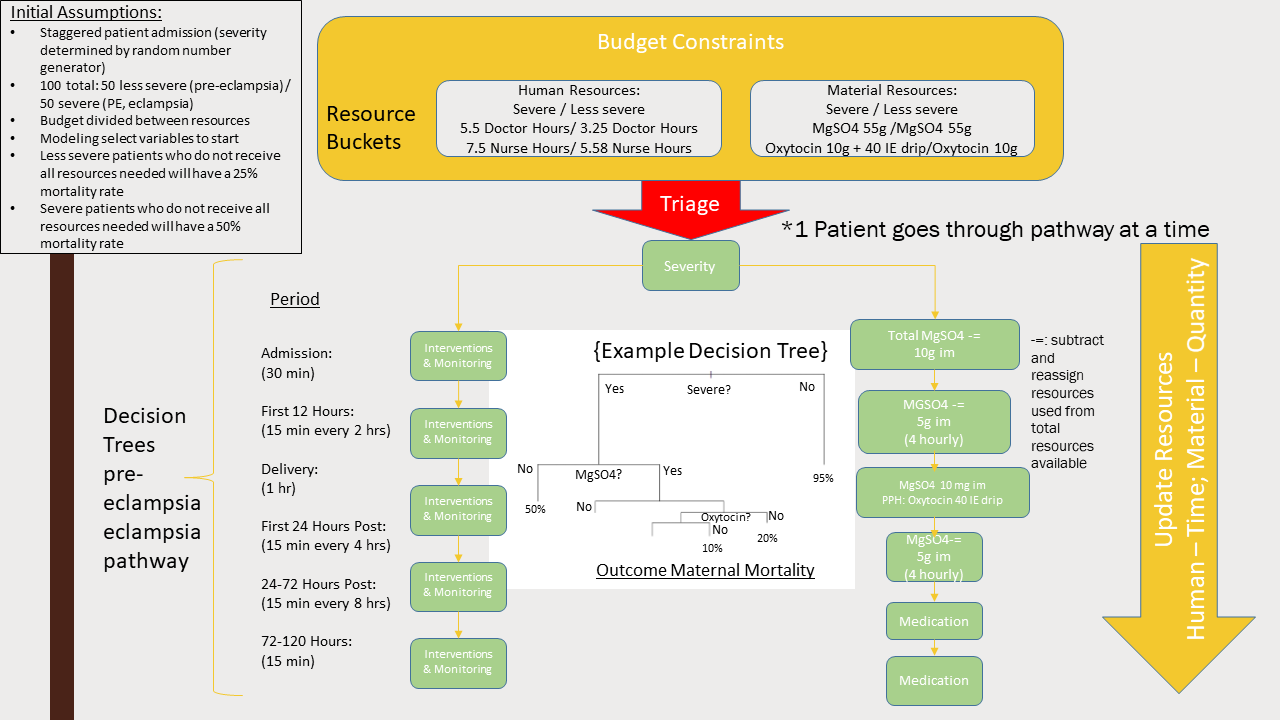 Initial Assumptions:
• Staggered patient admission (severity
determined by random number
generator)
• 100 total: 50 less severe (pre-eclampsia) /
50 severe (PE, eclampsia)
• Budget divided between resources
• Modeling select variables to start
• Less severe patients who do not receive
all resources needed will have a 25%
mortality rate
• Severe patients who do not receive all
resources needed will have a 50%
mortality rate
Budget Constraints
Resource
Buckets
Human Resources:
Severe / Less severe
5.5 Doctor Hours/ 3.25 Doctor Hours
7.5 Nurse Hours/ 5.58 Nurse Hours
Material Resources:
Severe / Less severe
MgSO4 55g /MgSO4 55g
Oxytocin 10g + 40 IE drip/Oxytocin 10g
Triage
*1 Patient goes through pathway at a time
Severity
Decision
Trees
pre-
eclampsia
eclampsia
pathway
Period
Admission:
(30 min)
First 12 Hours:
(15 min every 2 hrs)
Delivery:
(1 hr)
First 24 Hours Post:
(15 min every 4 hrs)
24-72 Hours Post:
(15 min every 8 hrs)
72-120 Hours:
(15 min)
Interventions
& Monitoring
Interventions
& Monitoring
Interventions
& Monitoring
Interventions
& Monitoring
Interventions
& Monitoring
{Example Decision Tree}
Yes
Severe?
No
No
MgSO4?
Yes
95%
50%
No
Oxytocin?
No
No
10%
20%
Outcome Maternal Mortality
Total MgSO4 -=
10g im
MGSO4 -=
5g im
(4 hourly)
MgSO4 10 mg im
PPH: Oxytocin 40 IE drip
MgSO4-=
5g im
(4 hourly)
Medication
Medication
-=: subtract
and
reassign
resources
used from
total
resources
available
Update Resources
Human – Time; Material – Quantity